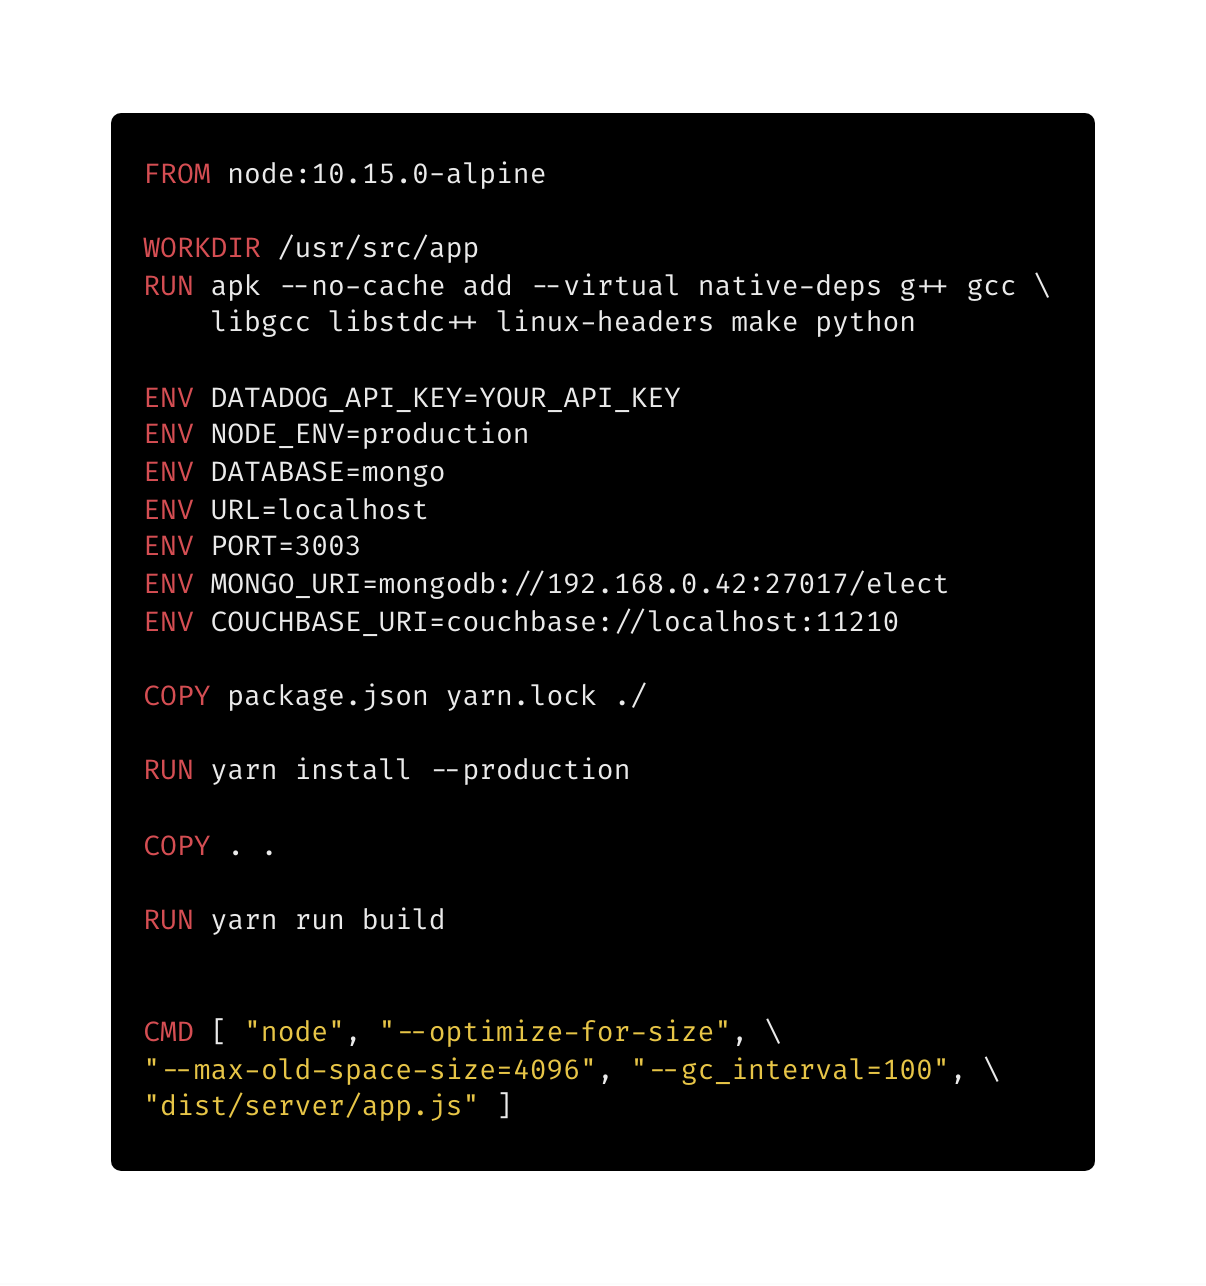 FROM node:10.15.0-alpine
WORKDIR /usr/src/app
RUN apk --no-cache add --virtual native-deps g++ gcc \
libgcc libstdc++ linux-headers make python
ENV DATADOG_API_KEY=YOUR_API_KEY
ENV NODE_ENV=production
ENV DATABASE=mongo
ENV URL=localhost
ENV PORT=3003
ENV MONGO_URI=mongodb://192.168.0.42:27017/elect
ENV COUCHBASE_URI=couchbase://localhost:11210
COPY package.json yarn.lock ./
RUN yarn install --production
COPY . .
RUN yarn run build
CMD [ "node", "--optimize-for-size", \
"--max-old-space-size=4096", "--gc_interval=100", \
"dist/server/app.js" ]